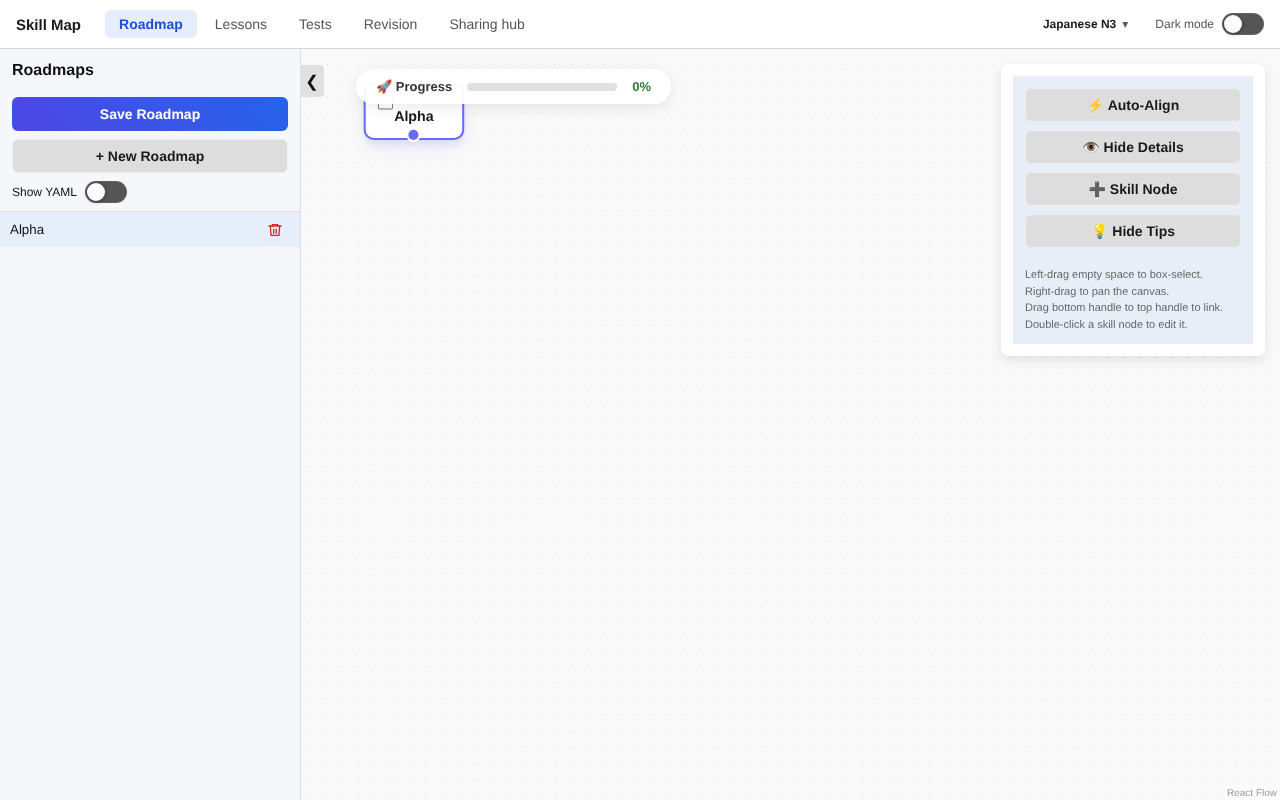 Skill Map
Roadmap
Lessons
Tests
Revision
Sharing hub
Japanese N3 ▼
Dark mode
Roadmaps
Save Roadmap
+ New Roadmap
Show YAML
Alpha
❮
🚀 Progress
0%
Alpha
⚡ Auto-Align
👁️ Hide Details
➕ Skill Node
💡 Hide Tips
Left-drag empty space to box-select.
Right-drag to pan the canvas.
Drag bottom handle to top handle to link.
Double-click a skill node to edit it.
React Flow